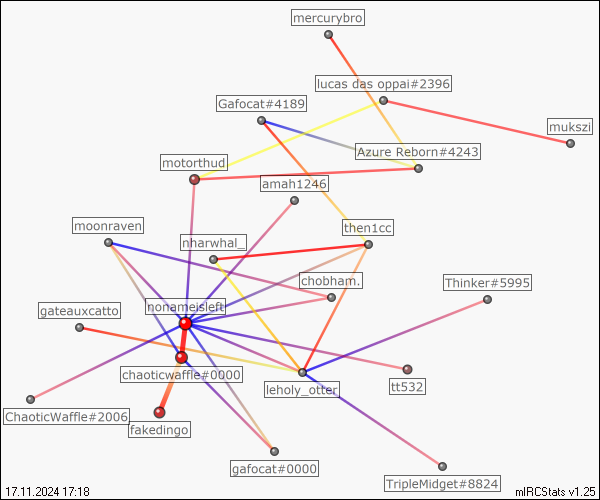 mercurybro
lucas das oppai#2396
Gafocat#4189
mukszi
Azure Reborn#4243
motorthud
amah1246
moonraven
then1cc
nharwhal_
chobham.
Thinker#5995
nonameisleft
gateauxcatto
chaoticwaffle#0000
tt532
leholy_otter
ChaoticWaffle#2006
fakedingo
gafocat#0000
TripleMidget#8824
17.11.2024 17:18
mIRCStats v1.25